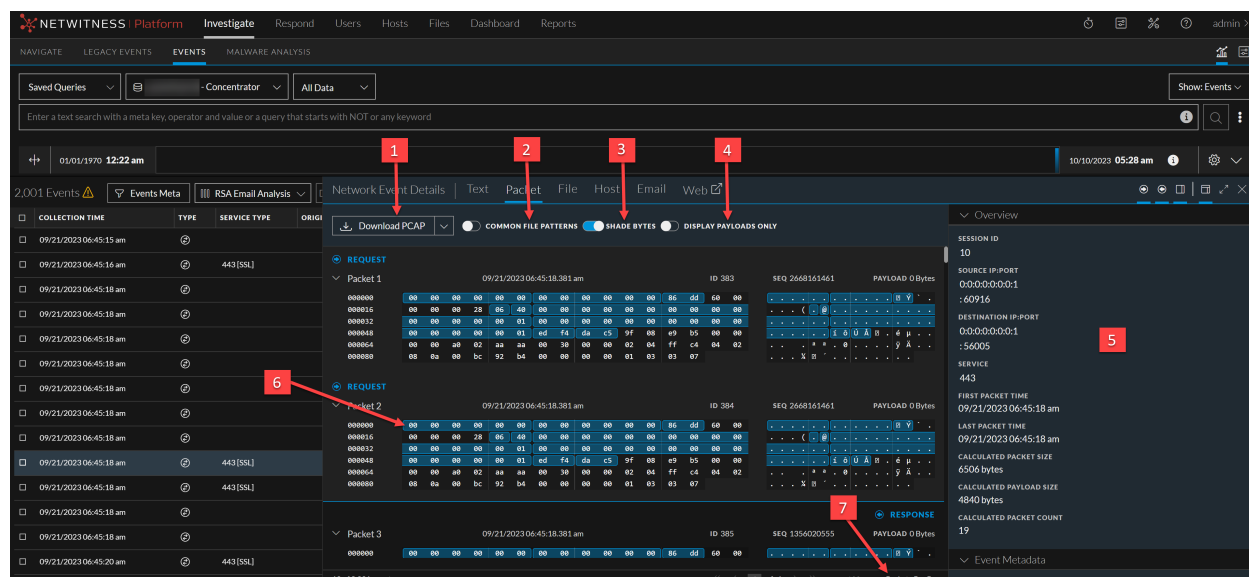 NETWITNESS | Platform Investigate Respond Users Hosts Files Dashboard Reports admin >
NAVIGATE LEGACY EVENTS EVENTS MALWARE ANALYSIS
Saved Queries - Concentrator All Data Show: Events
Enter a text search with a meta key, operator and value or a query that starts with NOT or any keyword
1 2 3 4
01/01/1970 12:22 am 10/10/2023 05:28 am
2,001 Events Events Meta RSA Email Analysis Network Event Details Text Packet File Host Email Web
COLLECTION TIME TYPE SERVICE TYPE ORIGI
Download PCAP COMMON FILE PATTERNS SHADE BYTES DISPLAY PAYLOADS ONLY
09/21/2023 06:45:15 am
09/21/2023 06:45:16 am 443 [SSL]
09/21/2023 06:45:18 am
09/21/2023 06:45:18 am
09/21/2023 06:45:18 am
09/21/2023 06:45:18 am
09/21/2023 06:45:18 am
09/21/2023 06:45:18 am
09/21/2023 06:45:18 am
09/21/2023 06:45:18 am 443 [SSL]
09/21/2023 06:45:18 am 443 [SSL]
09/21/2023 06:45:18 am
09/21/2023 06:45:18 am
09/21/2023 06:45:20 am 443 [SSL]
REQUEST
Packet 1 09/21/2023 06:45:18.381 am ID 383 SEQ 2668161461 PAYLOAD 0 Bytes
000000 00 00 00 00 00 00 00 00 00 00 00 00 86 dd 60 00
000016 00 00 00 28 06 40 00 00 00 00 00 00 00 00 00 00
000032 00 00 00 00 00 01 00 00 00 00 00 00 00 00 00 00
000048 00 00 00 00 00 01 ed f4 da c5 9f 08 e9 b5 00 00
000064 00 00 a0 02 aa aa 00 30 00 00 02 04 ff c4 04 02
000080 08 0a 00 bc 92 b4 00 00 00 00 01 03 03 07
6
REQUEST
Packet 2 09/21/2023 06:45:18.381 am ID 384 SEQ 2668161461 PAYLOAD 0 Bytes
000000 00 00 00 00 00 00 00 00 00 00 00 00 86 dd 60 00
000016 00 00 00 28 06 40 00 00 00 00 00 00 00 00 00 00
000032 00 00 00 00 00 01 00 00 00 00 00 00 00 00 00 00
000048 00 00 00 00 00 01 ed f4 da c5 9f 08 e9 b5 00 00
000064 00 00 a0 02 aa aa 00 30 00 00 02 04 ff c4 04 02
000080 08 0a 00 bc 92 b4 00 00 00 00 01 03 03 07
7
RESPONSE
Packet 3 09/21/2023 06:45:18.381 am ID 385 SEQ 1356020555 PAYLOAD 0 Bytes
000000 00 00 00 00 00 00 00 00 00 00 00 00 86 dd 60 00
Overview
SESSION ID
10
SOURCE IP:PORT
0:0:0:0:0:0:0:1
: 60916
DESTINATION IP:PORT
0:0:0:0:0:0:0:1
: 56005
5
SERVICE
443
FIRST PACKET TIME
09/21/2023 06:45:18 am
LAST PACKET TIME
09/21/2023 06:45:18 am
CALCULATED PACKET SIZE
6506 bytes
CALCULATED PAYLOAD SIZE
4840 bytes
CALCULATED PACKET COUNT
19
Event Metadata